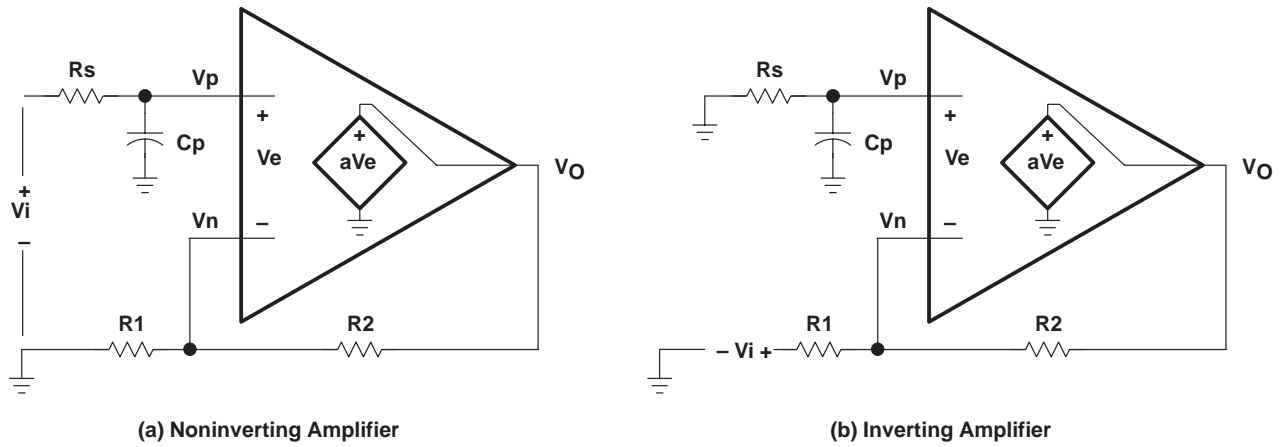 Rs
Vp
+
Cp
Ve
+
aVe
VO
+
Vi
–
Vn
–
R1
R2
(a) Noninverting Amplifier
Rs
Vp
+
Cp
Ve
+
aVe
VO
Vn
–
– Vi +
R1
R2
(b) Inverting Amplifier